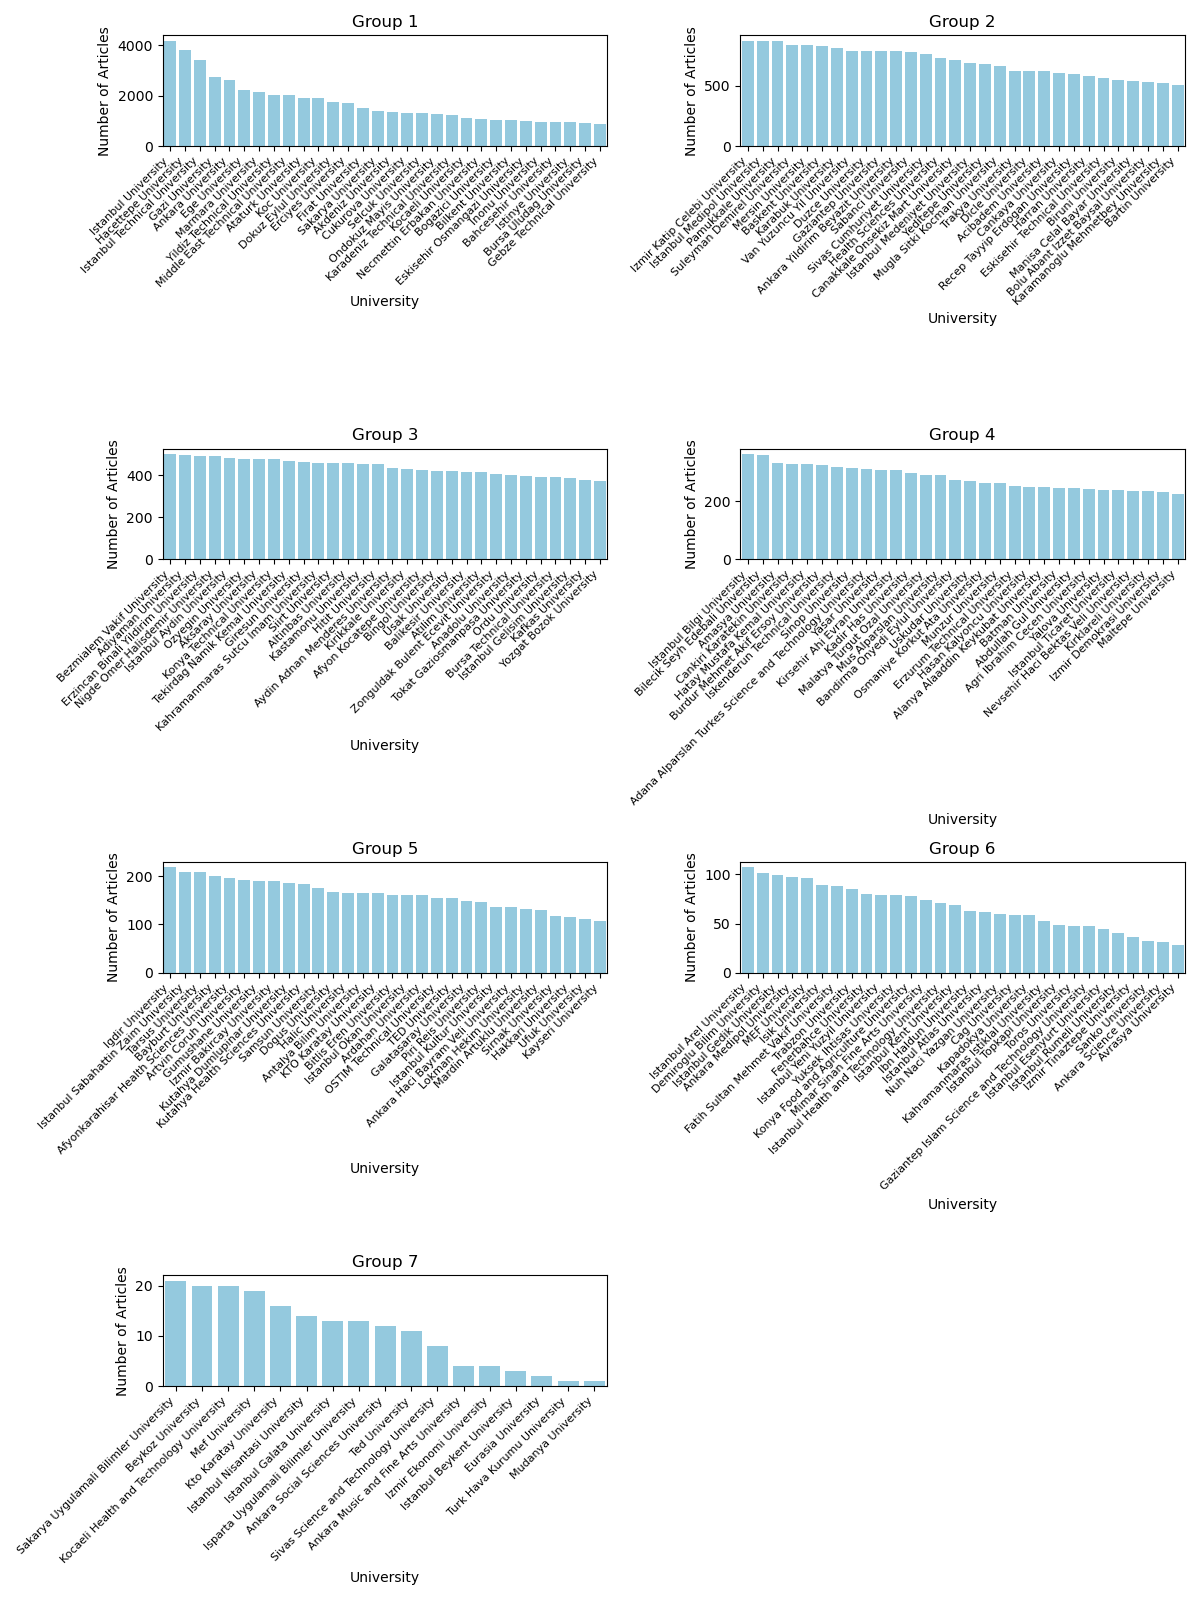 Group 1
Number of Articles
4000
2000
0
Istanbul University
Hacettepe University
Istanbul Technical University
Gazi University
Ankara University
Ege University
Marmara University
Yildiz Technical University
Middle East Technical University
Ataturk University
Koc University
Dokuz Eylul University
Erciyes University
Firat University
Sakarya University
Akdeniz University
Cukurova University
Selcuk University
Ondokuz Mayis University
Karadeniz Technical University
Kocaeli University
Necmettin Erbakan University
Bogazici University
Bilkent University
Eskisehir Osmangazi University
Inonu University
Bahcesehir University
Istinye University
Bursa Uludag University
Gebze Technical University
University
Group 2
Number of Articles
500
0
Izmir Katip Celebi University
Istanbul Medipol University
Pamukkale University
Suleyman Demirel University
Mersin University
Baskent University
Karabuk University
Van Yuzuncu Yil University
Duzce University
Gaziantep University
Ankara Yildirim Beyazit University
Sabanci University
Sivas Cumhuriyet University
Health Sciences University
Canakkale Onsekiz Mart University
Istanbul Medeniyet University
Yeditepe University
Mugla Sitki Kocman University
Trakya University
Dicle University
Acibadem University
Cankaya University
Recep Tayyip Erdogan University
Harran University
Eskisehir Technical University
Biruni University
Manisa Celal Bayar University
Bolu Abant Izzet Baysal University
Karamanoglu Mehmetbey University
Bartin University
University
Group 3
Number of Articles
400
200
0
Bezmialem Vakif University
Adiyaman University
Erzincan Binali Yildirim University
Nigde Omer Halisdemir University
Istanbul Aydin University
Ozyegin University
Aksaray University
Konya Technical University
Tekirdag Namik Kemal University
Giresun University
Kahramanmaras Sutcu Imam University
Siirt University
Altinbas University
Kastamonu University
Hitit University
Aydin Adnan Menderes University
Kirikkale University
Afyon Kocatepe University
Bingol University
Usak University
Balikesir University
Atilim University
Zonguldak Bulent Ecevit University
Anadolu University
Tokat Gaziosmanpasa University
Ordu University
Bursa Technical University
Istanbul Gelisim University
Kafkas University
Yozgat Bozok University
University
Group 4
Number of Articles
200
0
Istanbul Bilgi University
Bilecik Seyh Edebali University
Amasya University
Cankiri Karatekin University
Hatay Mustafa Kemal University
Burdur Mehmet Akif Ersoy University
Iskenderun Technical University
Sinop University
Adana Alparslan Turkes Science and Technology University
Yasar University
Kirsehir Ahi Evran University
Malatya Turgut Ozal University
Mus Alparslan University
Bandirma Onyedi Eylul University
Uskudar University
Osmaniye Korkut Ata University
Munzur University
Erzurum Technical University
Hasan Kalyoncu University
Alanya Alaaddin Keykubat University
Batman University
Abdullah Gul University
Agri Ibrahim Cecen University
Yalova University
Istanbul Ticaret University
Nevsehir Haci Bektas Veli University
Kirklareli University
Izmir Demokrasi University
Maltepe University
University
Group 5
Number of Articles
200
100
0
Igdir University
Istanbul Sabahattin Zaim University
Tarsus University
Bayburt University
Afyonkarahisar Health Sciences University
Artvin Coruh University
Gumushane University
Izmir Bakircay University
Kutahya Dumlupinar University
Kutahya Health Sciences University
Samsun University
Dogus University
Halic University
Antalya Bilim University
KTO Karatay University
Bitlis Eren University
Istanbul Okan University
Ardahan University
OSTIM Technical University
TED University
Galatasaray University
Piri Reis University
Istanbul Kultur University
Ankara Haci Bayram Veli University
Lokman Hekim University
Mardin Artuklu University
Sirnak University
Hakkari University
Ufuk University
Kayseri University
University
Group 6
Number of Articles
100
50
0
Istanbul Arel University
Demiroglu Bilim University
Istanbul Gedik University
Ankara Medipol University
MEF University
Isik University
Fatih Sultan Mehmet Vakif University
Trabzon University
Fenerbahce University
Istanbul Yeni Yuzyil University
Yuksek Ihtisas University
Konya Food and Agriculture University
Mimar Sinan Fine Arts University
Istanbul Health and Technology University
Istanbul Kent University
Ibn Haldun University
Istanbul Atlas University
Nuh Naci Yazgan University
Cag University
Kapadokya University
Kahramanmaras Istiklal University
Istanbul Topkapi University
Toros University
Gaziantep Islam Science and Technology University
Istanbul Esenyurt University
Istanbul Rumeli University
Izmir Tinaztepe University
Sanko University
Ankara Science University
Avrasya University
University
Group 7
Number of Articles
20
10
0
Sakarya Uygulamali Bilimler University
Beykoz University
Kocaeli Health and Technology University
Mef University
Kto Karatay University
Istanbul Nisantasi University
Istanbul Galata University
Isparta Uygulamali Bilimler University
Ankara Social Sciences University
Ted University
Sivas Science and Technology University
Ankara Music and Fine Arts University
Izmir Ekonomi University
Istanbul Beykent University
Eurasia University
Turk Hava Kurumu University
Mudanya University
University